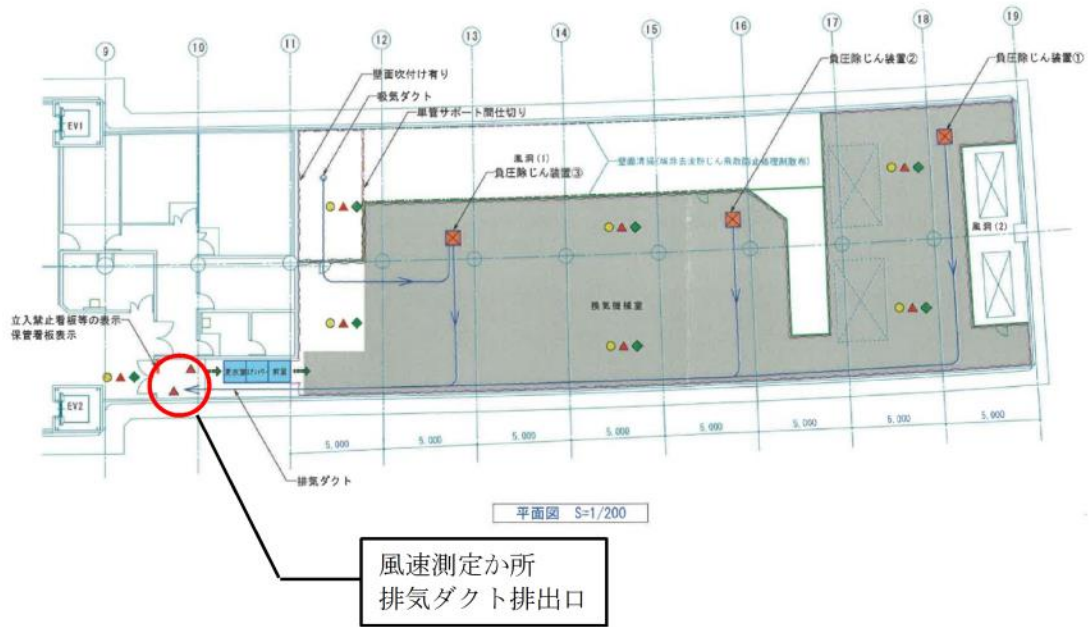 9
10
11
12
13
14
15
16
17
18
19
壁面吹付け有り
吸気ダクト
単管サポート間仕切り
負圧除じん装置②
負圧除じん装置①
EV1
風洞(1)
負圧除じん装置③
風洞(2)
換気機械室
立入禁止看板等の表示
保管看板表示
前室
EV2
5,000
5,000
5,000
5,000
5,000
5,000
5,000
5,000
排気ダクト
平面図 S=1/200
風速測定か所
排気ダクト排出口